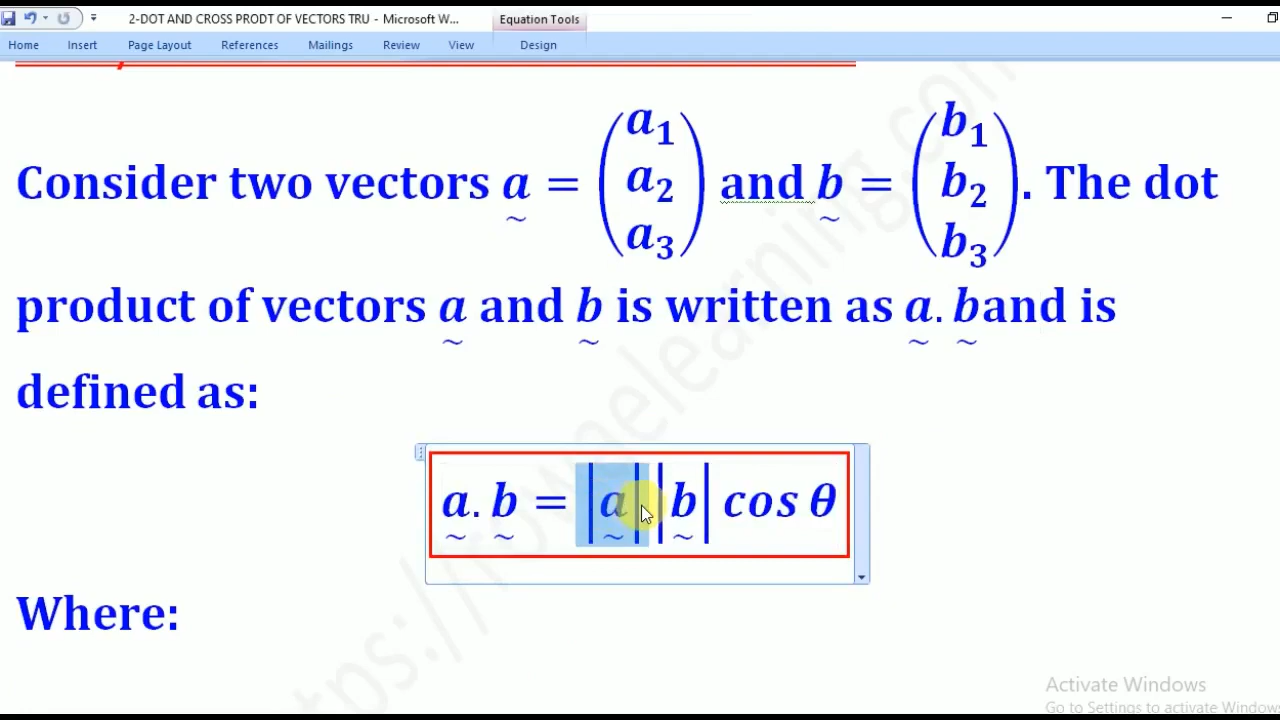 2-DOT AND CROSS PRODT OF VECTORS TRU - Microsoft W...
Equation Tools
Home Insert Page Layout References Mailings Review View Design
Consider two vectors a̰ = (a₁ a₂ a₃) and b̰ = (b₁ b₂ b₃). The dot
product of vectors a̰ and b̰ is written as a̰. b̰and is
defined as:
a̰. b̰ = |a̰| |b̰| cos θ
Where:
Activate Windows
Go to Settings to activate Windows